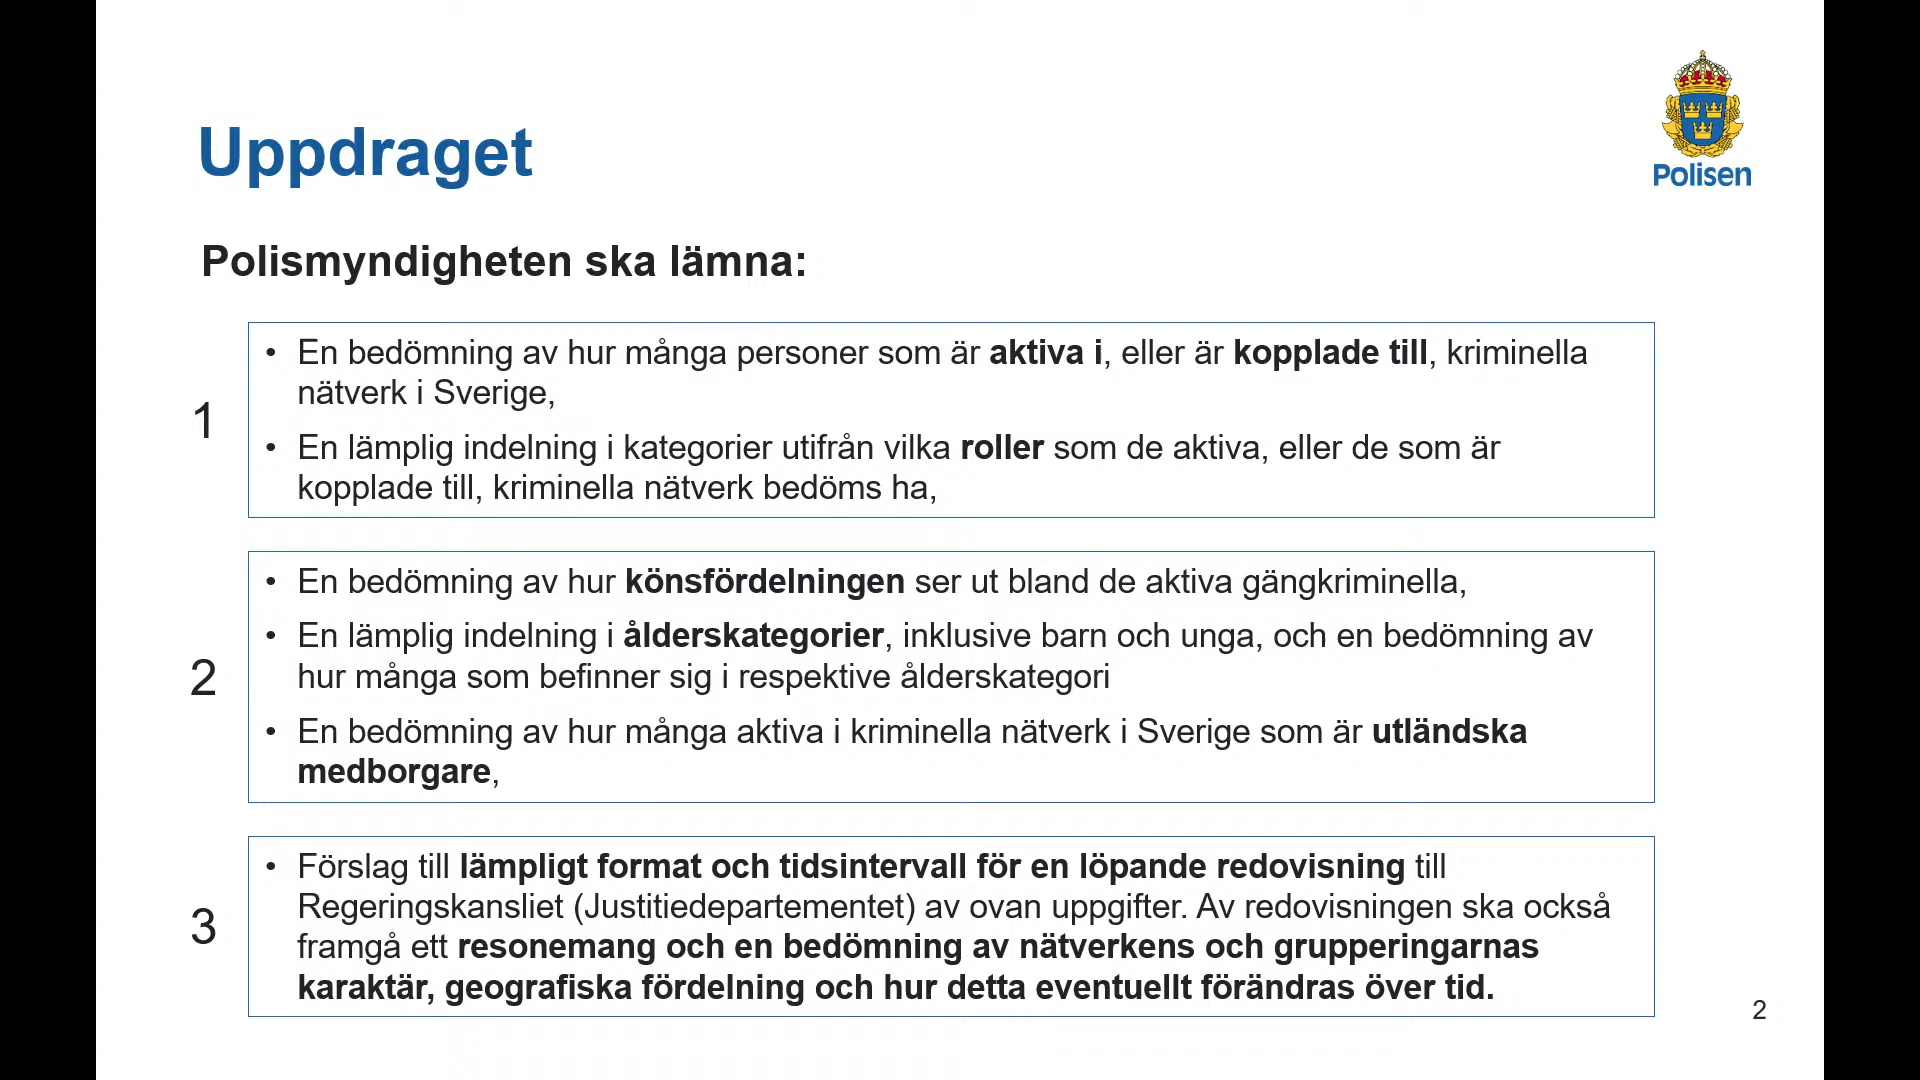 Uppdraget
Polisen
Polismyndigheten ska lämna:
1
• En bedömning av hur många personer som är aktiva i, eller är kopplade till, kriminella
nätverk i Sverige,
• En lämplig indelning i kategorier utifrån vilka roller som de aktiva, eller de som är
kopplade till, kriminella nätverk bedöms ha,
2
• En bedömning av hur könsfördelningen ser ut bland de aktiva gängkriminella,
• En lämplig indelning i ålderskategorier, inklusive barn och unga, och en bedömning av
hur många som befinner sig i respektive ålderskategori
• En bedömning av hur många aktiva i kriminella nätverk i Sverige som är utländska
medborgare,
3
• Förslag till lämpligt format och tidsintervall för en löpande redovisning till
Regeringskansliet (Justitiedepartementet) av ovan uppgifter. Av redovisningen ska också
framgå ett resonemang och en bedömning av nätverkens och grupperingarnas
karaktär, geografiska fördelning och hur detta eventuellt förändras över tid.
2